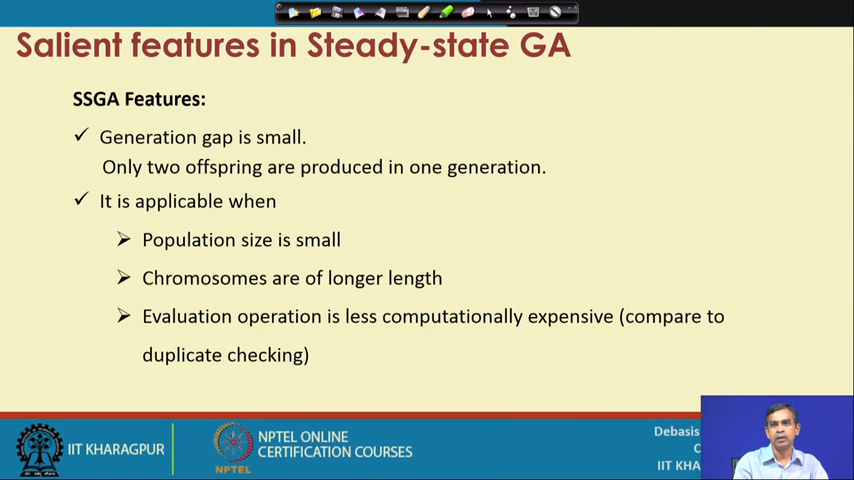 Salient features in Steady-state GA
SSGA Features:
✓ Generation gap is small.
Only two offspring are produced in one generation.
✓ It is applicable when
➢ Population size is small
➢ Chromosomes are of longer length
➢ Evaluation operation is less computationally expensive (compare to
duplicate checking)
IIT KHARAGPUR
NPTEL
NPTEL ONLINE
CERTIFICATION COURSES
Debasis
IIT KHA